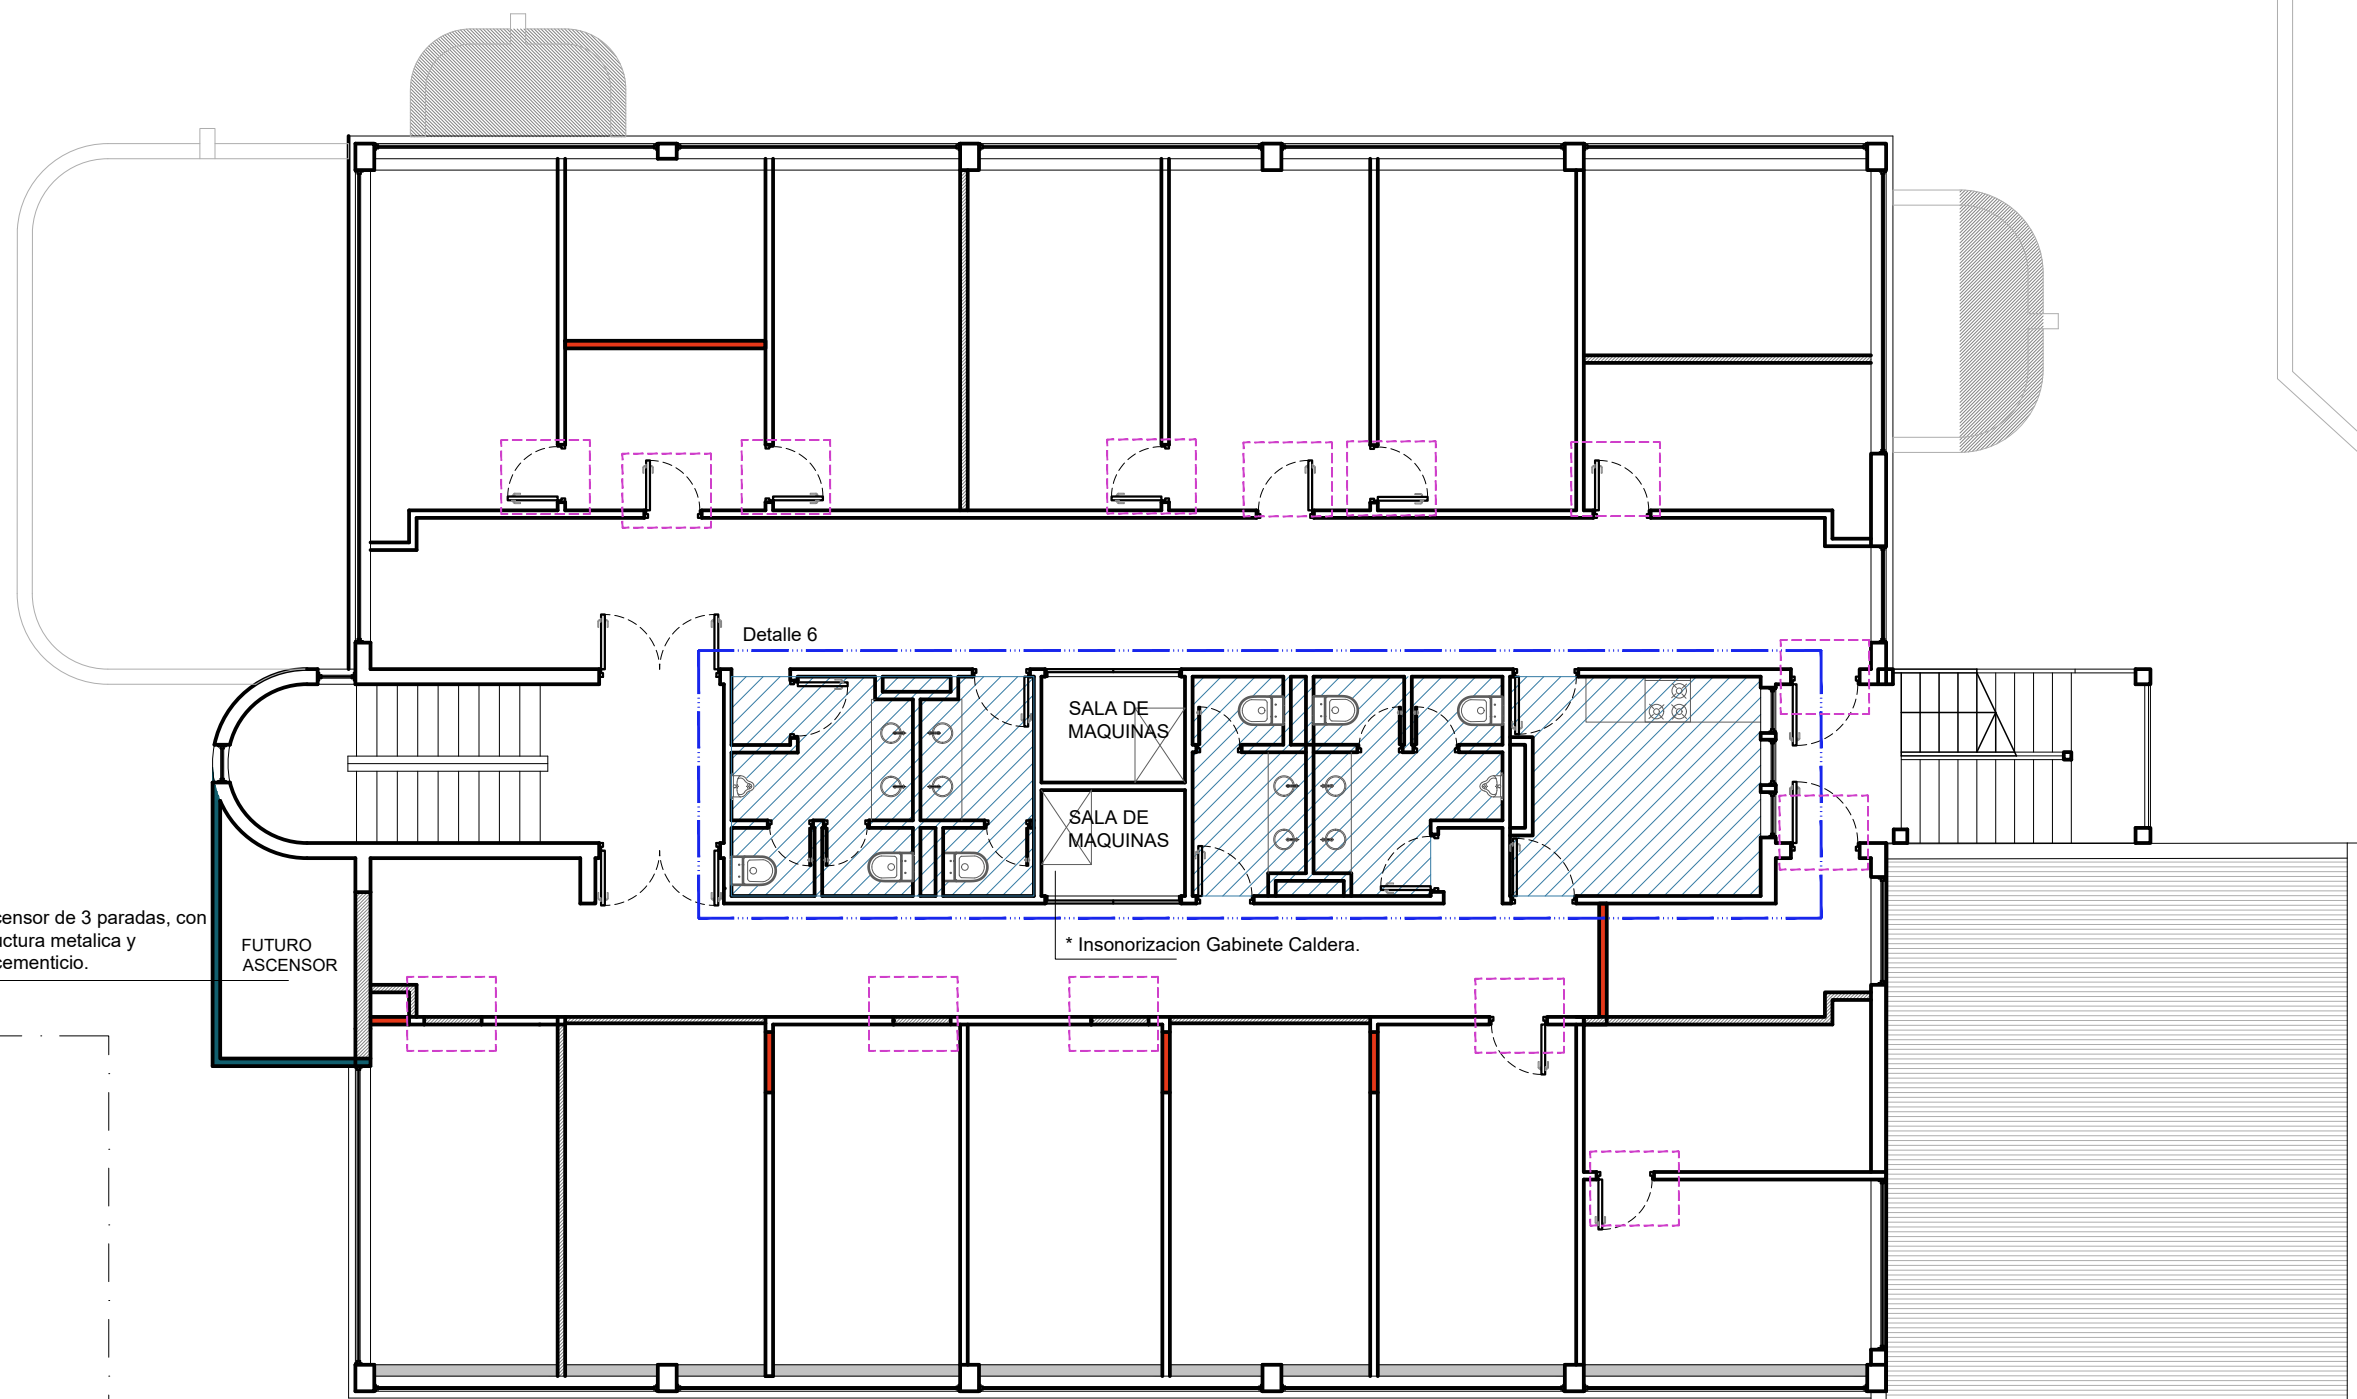 Detalle 6
SALA DE
MAQUINAS
SALA DE
MAQUINAS
censor de 3 paradas, con
uctura metalica y
cementicio.
FUTURO
ASCENSOR
* Insonorizacion Gabinete Caldera.